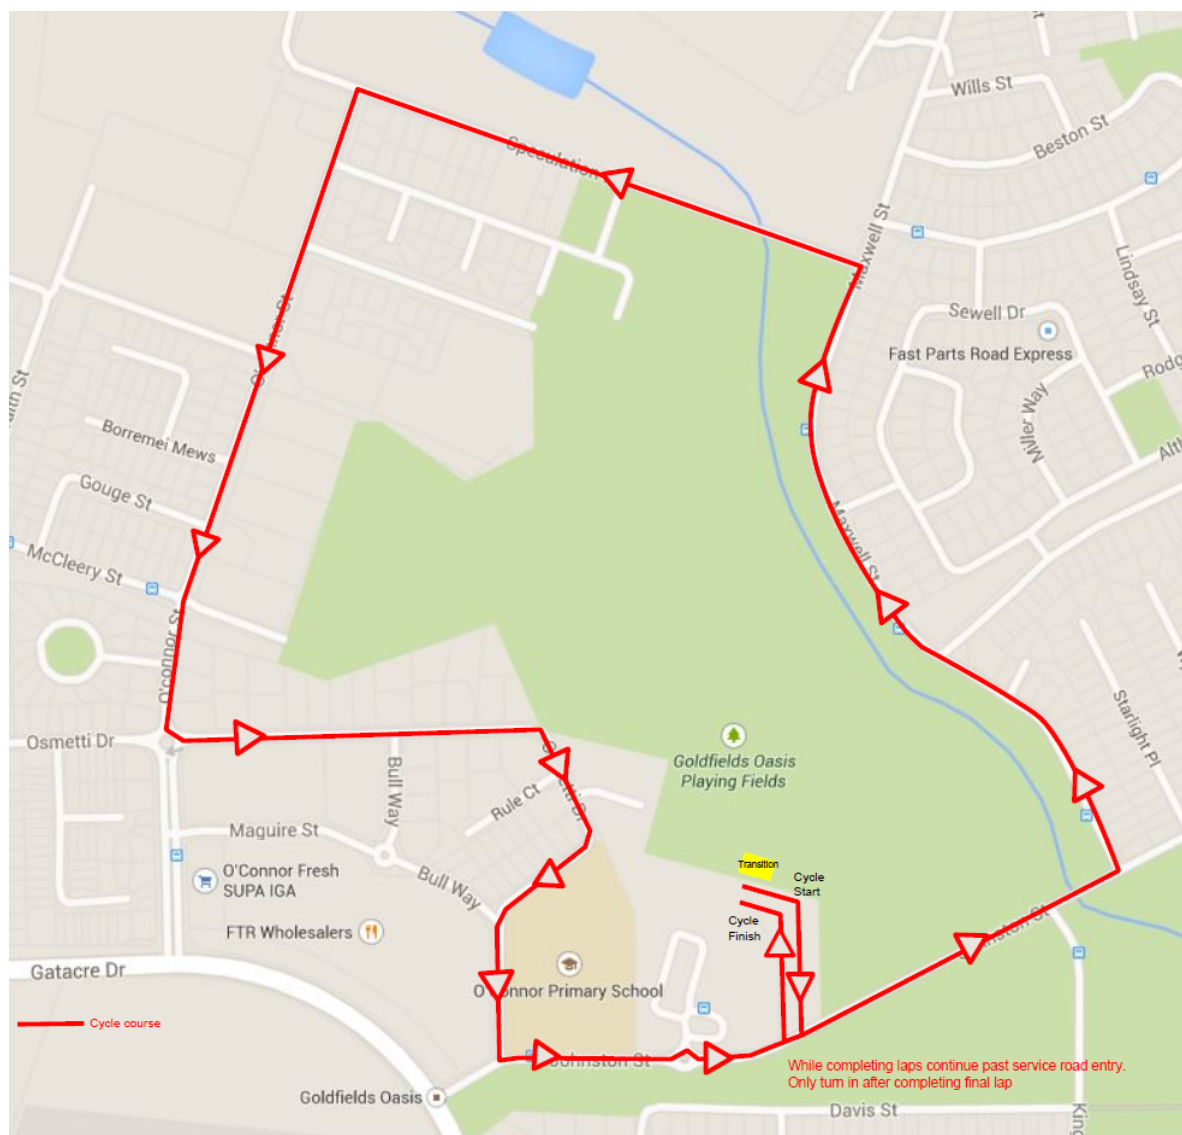 Wills St
Beston St
Speculation
Maxwell St
Lindsay St
Sewell Dr
Fast Parts Road Express
Miller Way
Borremei Mews
Gouge St
McCleery St
Maxwell St
O'connor St
Osmetti Dr
Starlight Pl
Goldfields Oasis
Playing Fields
Bull Way
Rule Ct
Maguire St
O'Connor Fresh
SUPA IGA
Bull Way
FTR Wholesalers
Transition
Cycle
Start
Cycle
Finish
Gatacre Dr
O'Connor Primary School
Cycle course
Johnston St
While completing laps continue past service road entry.
Only turn in after completing final lap
Goldfields Oasis
Davis St